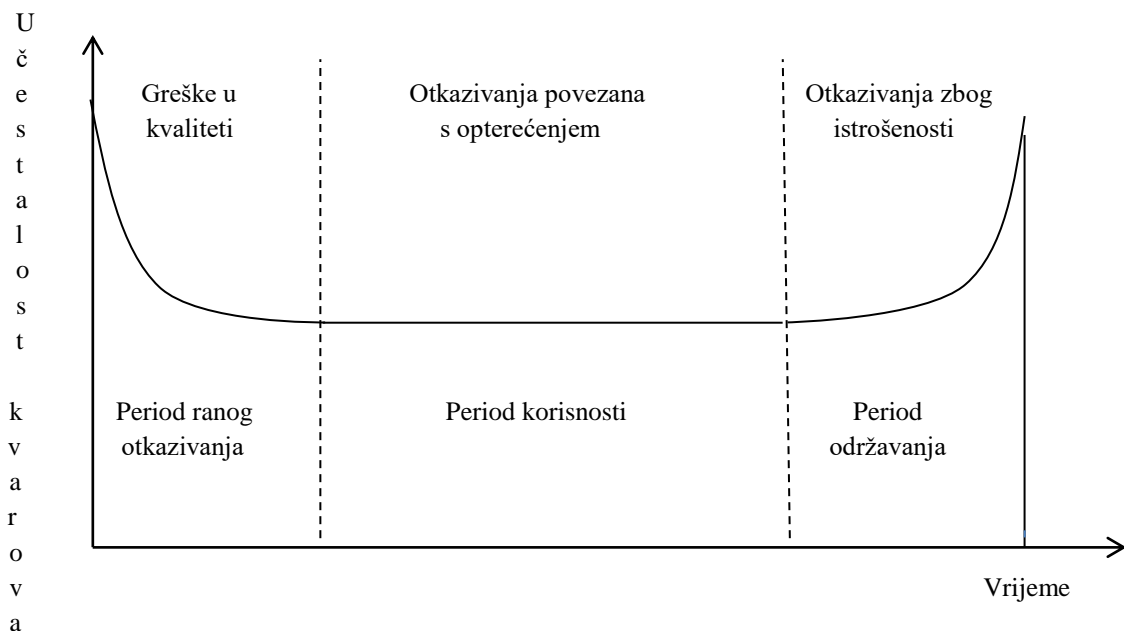 Učestalost kvarova
Greške u
kvaliteti
Otkazivanja povezana
s opterećenjem
Otkazivanja zbog
istrošenosti
Period ranog
otkazivanja
Period korisnosti
Period
održavanja
Vrijeme